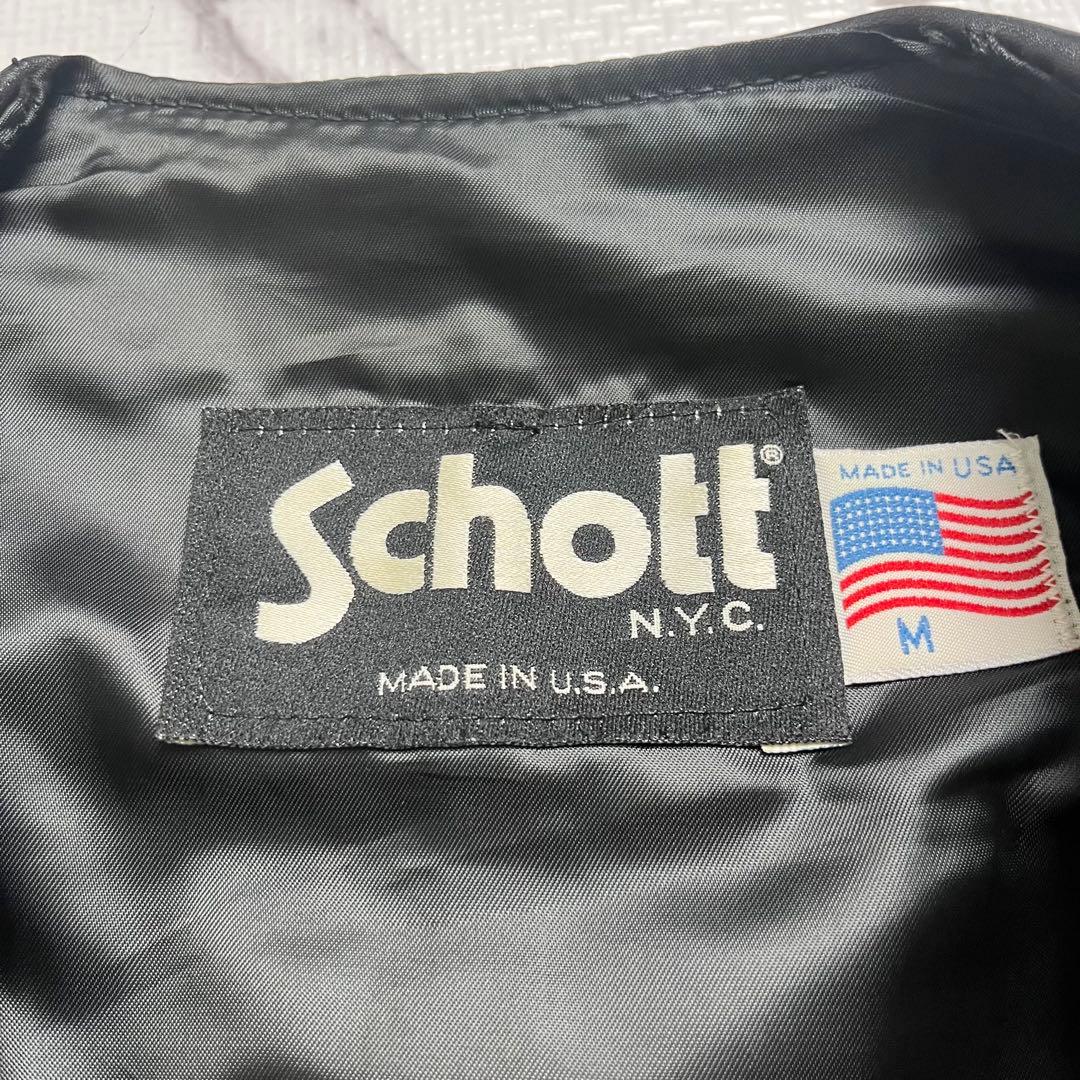 Schott®
N.Y.C.
MADE IN U.S.A.
MADE IN USA
M